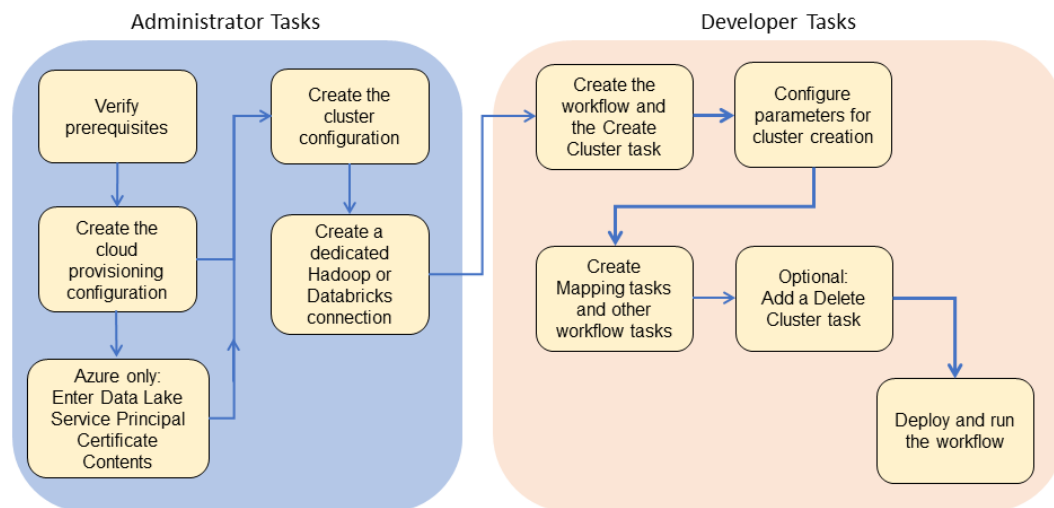 Administrator Tasks
Developer Tasks
Verify
prerequisites
Create the
cloud
provisioning
configuration
Azure only:
Enter Data Lake
Service Principal
Certificate
Contents
Create the
cluster
configuration
Create a
dedicated
Hadoop or
Databricks
connection
Create the
workflow and
the Create
Cluster task
Configure
parameters for
cluster creation
Create
Mapping tasks
and other
workflow tasks
Optional:
Add a Delete
Cluster task
Deploy and run
the workflow